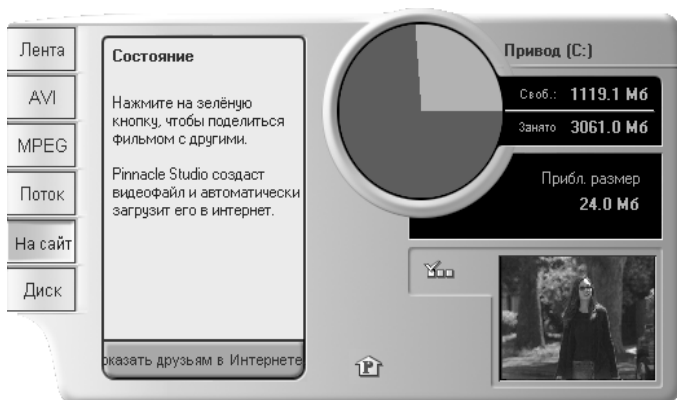 Лента
AVI
MPEG
Поток
На сайт
Диск
Состояние
Нажмите на зелёную
кнопку, чтобы поделиться
фильмом с другими.
Pinnacle Studio создаст
видеофайл и автоматически
загрузит его в интернет.
оказать друзьям в Интернете
Привод (C:)
Своб.: 1119.1 Мб
Занято 3061.0 Мб
Прибл. размер
24.0 Мб
P